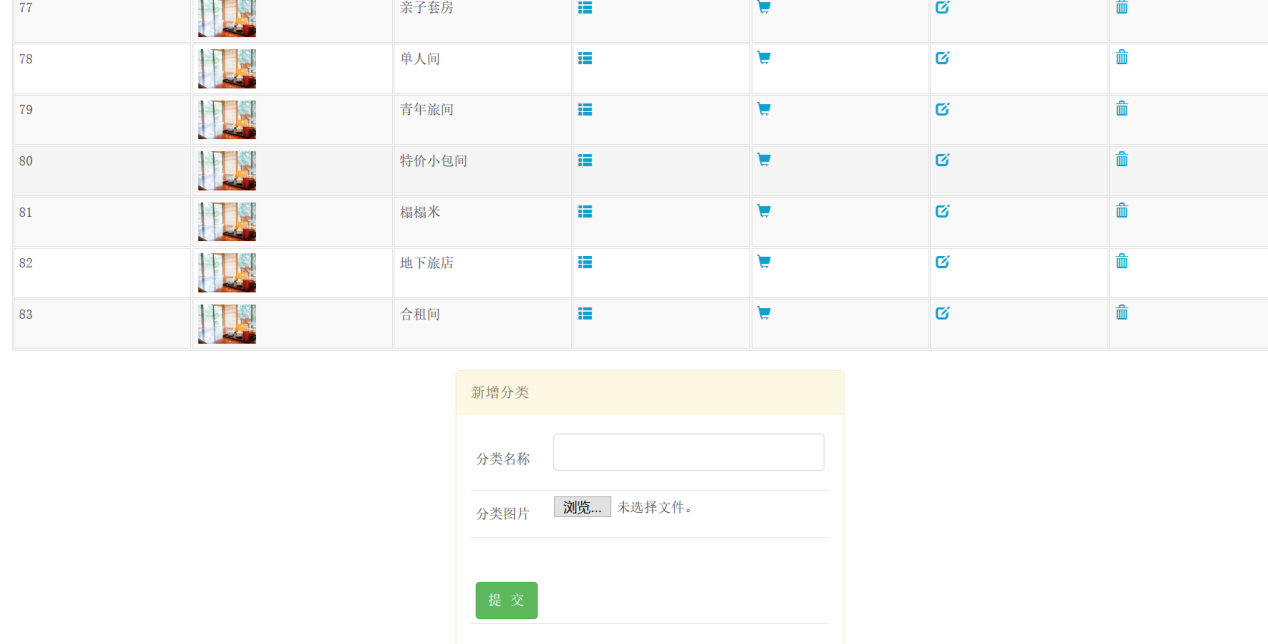 77 亲子套房
78 单人间
79 青年旅间
80 特价小包间
81 榻榻米
82 地下旅店
83 合租间
新增分类
分类名称
分类图片 浏览... 未选择文件。
提 交